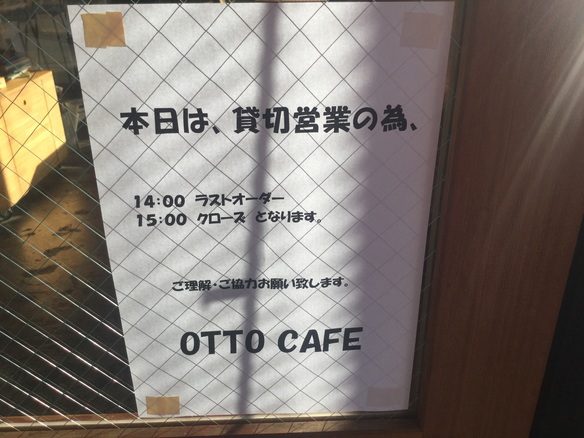 本日は、貸切営業の為、
14:00 ラストオーダー
15:00 クローズ となります。
ご理解・ご協力お願い致します。
OTTO CAFE